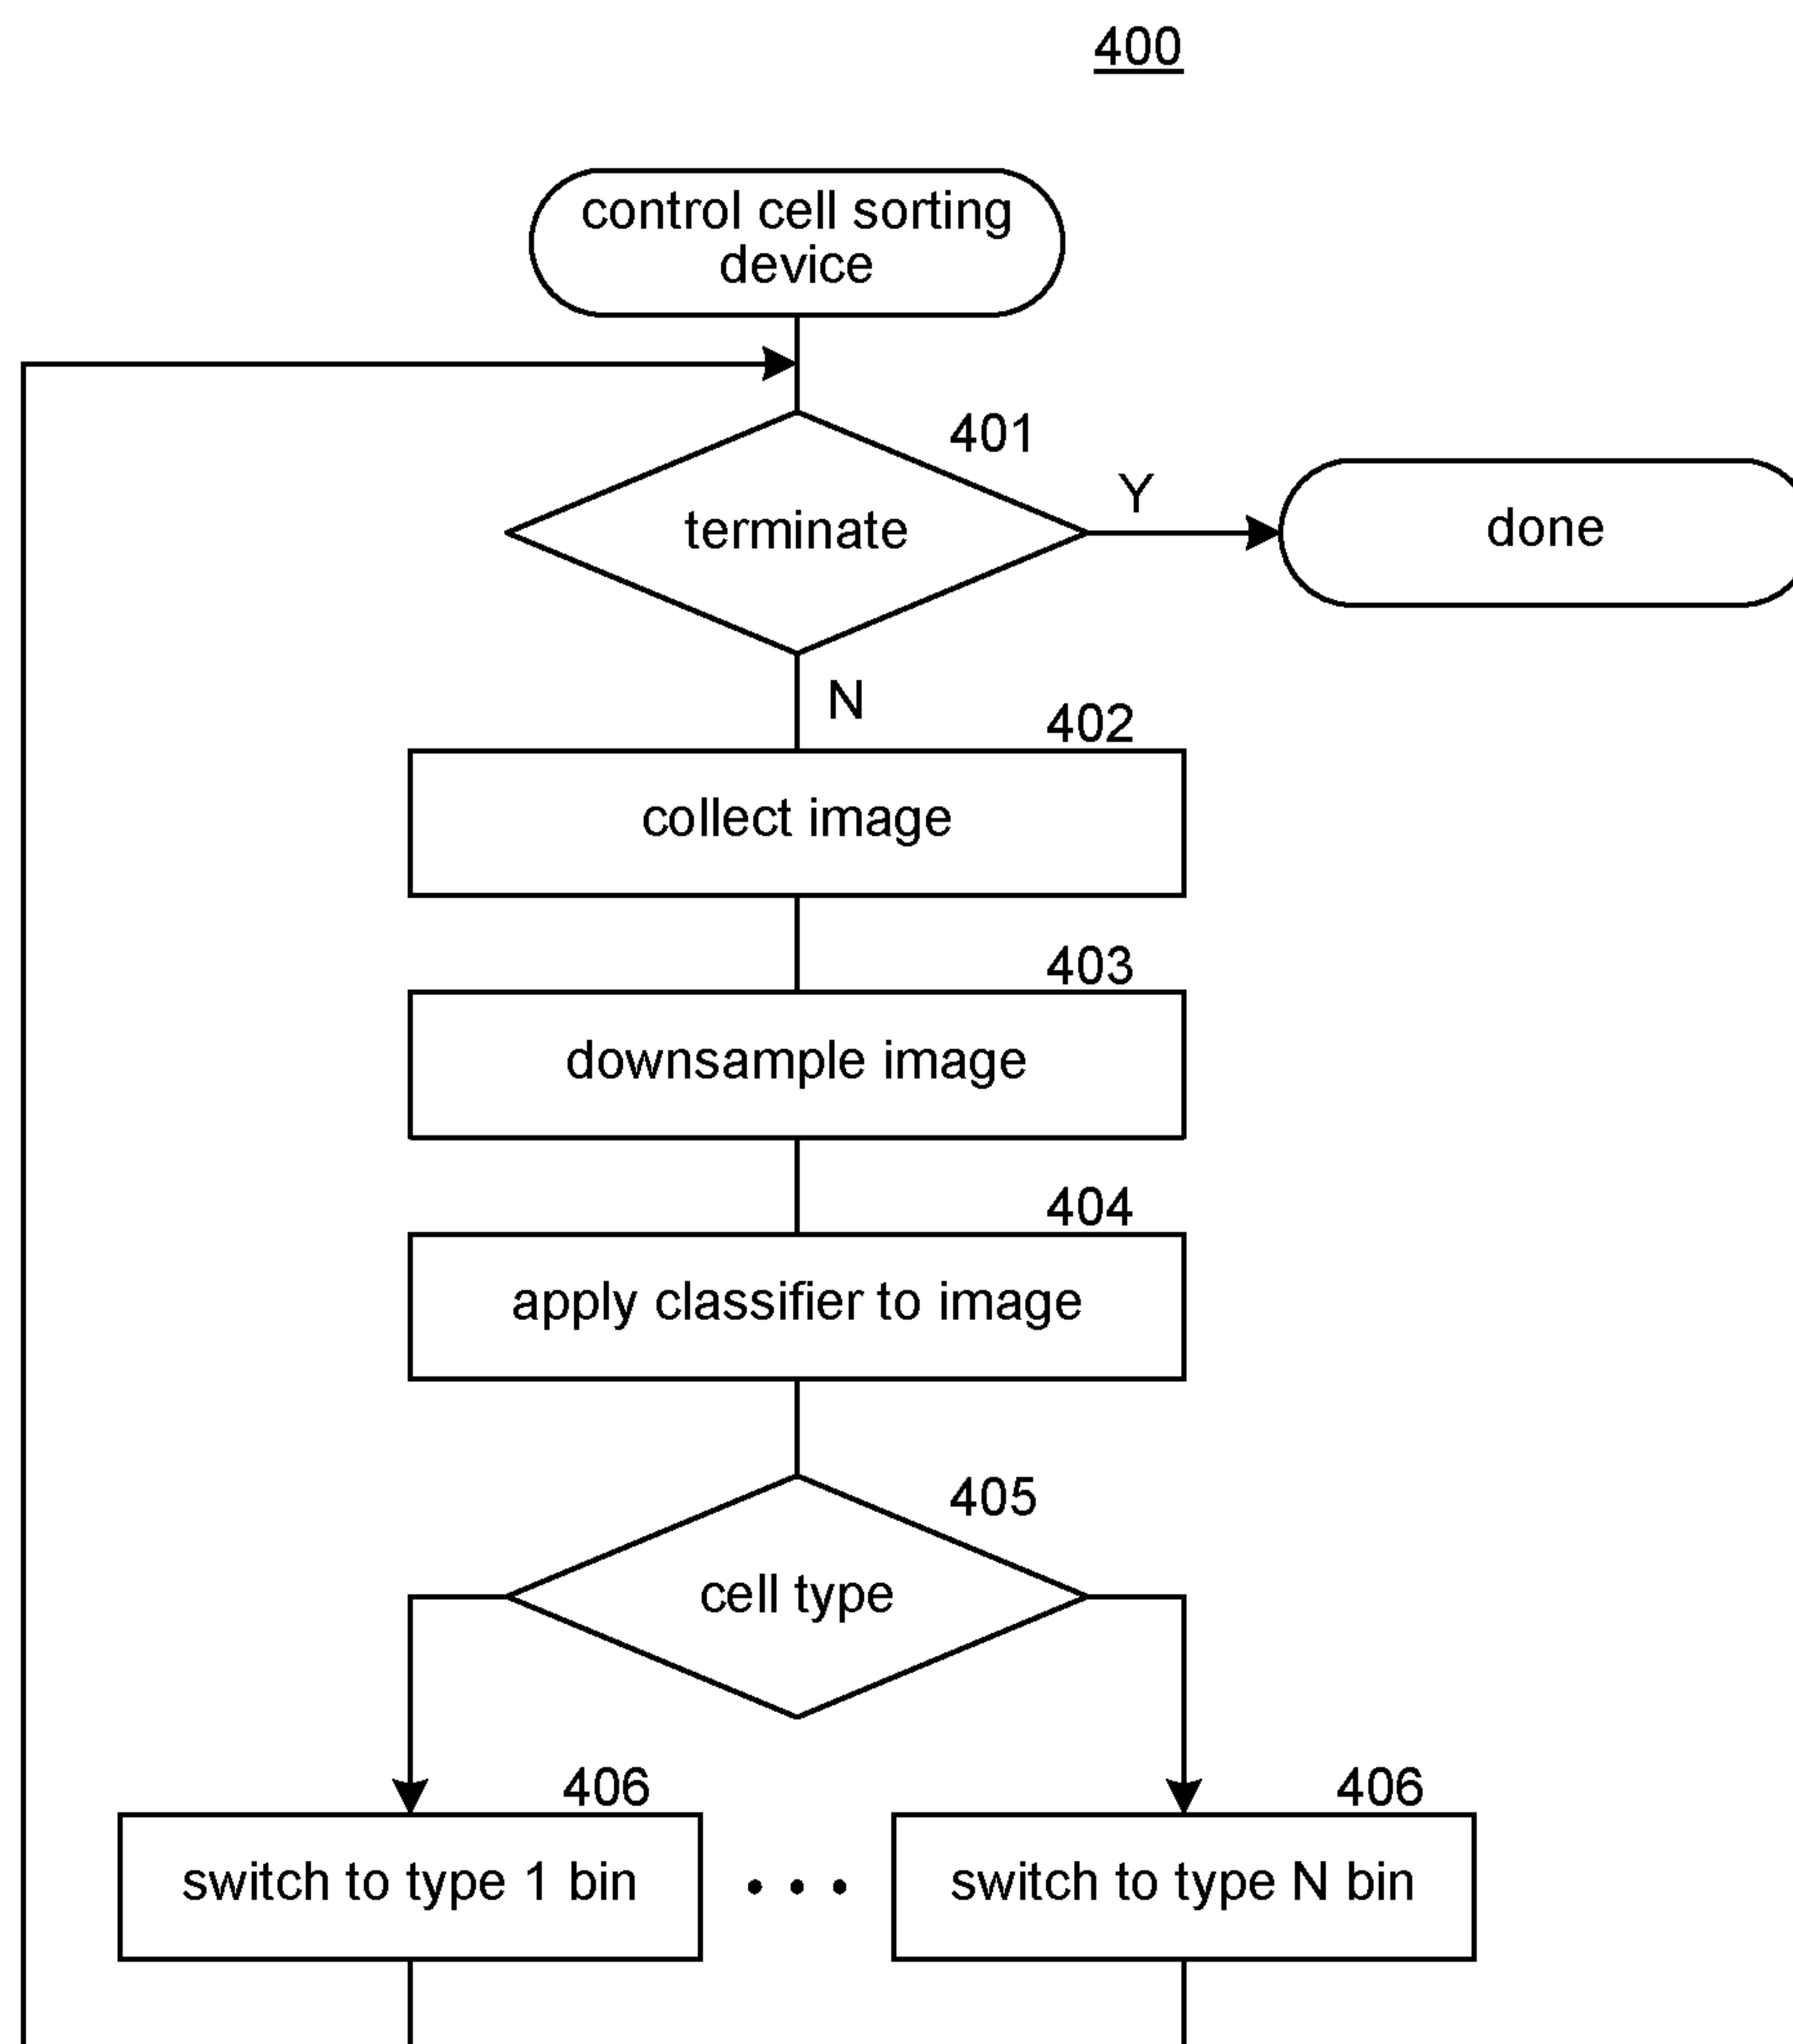 400
control cell sorting
device
401
terminate
Y
done
N
402
collect image
403
downsample image
404
apply classifier to image
405
cell type
406
406
switch to type 1 bin
• • •
switch to type N bin